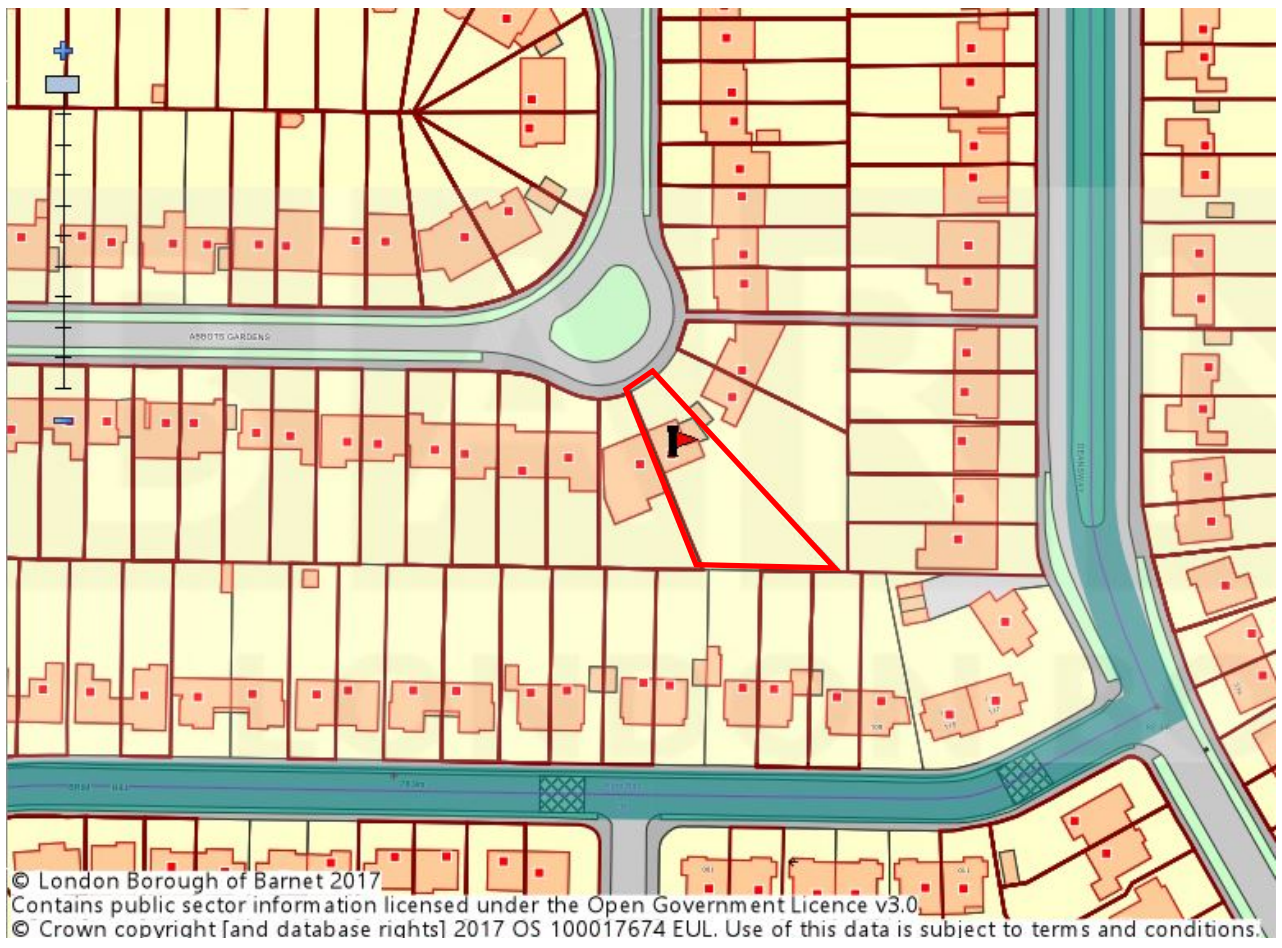 ABBOTS GARDENS
DEANSWAY
© London Borough of Barnet 2017
Contains public sector information licensed under the Open Government Licence v3.0.
© Crown copyright [and database rights] 2017 OS 100017674 EUL. Use of this data is subject to terms and conditions.